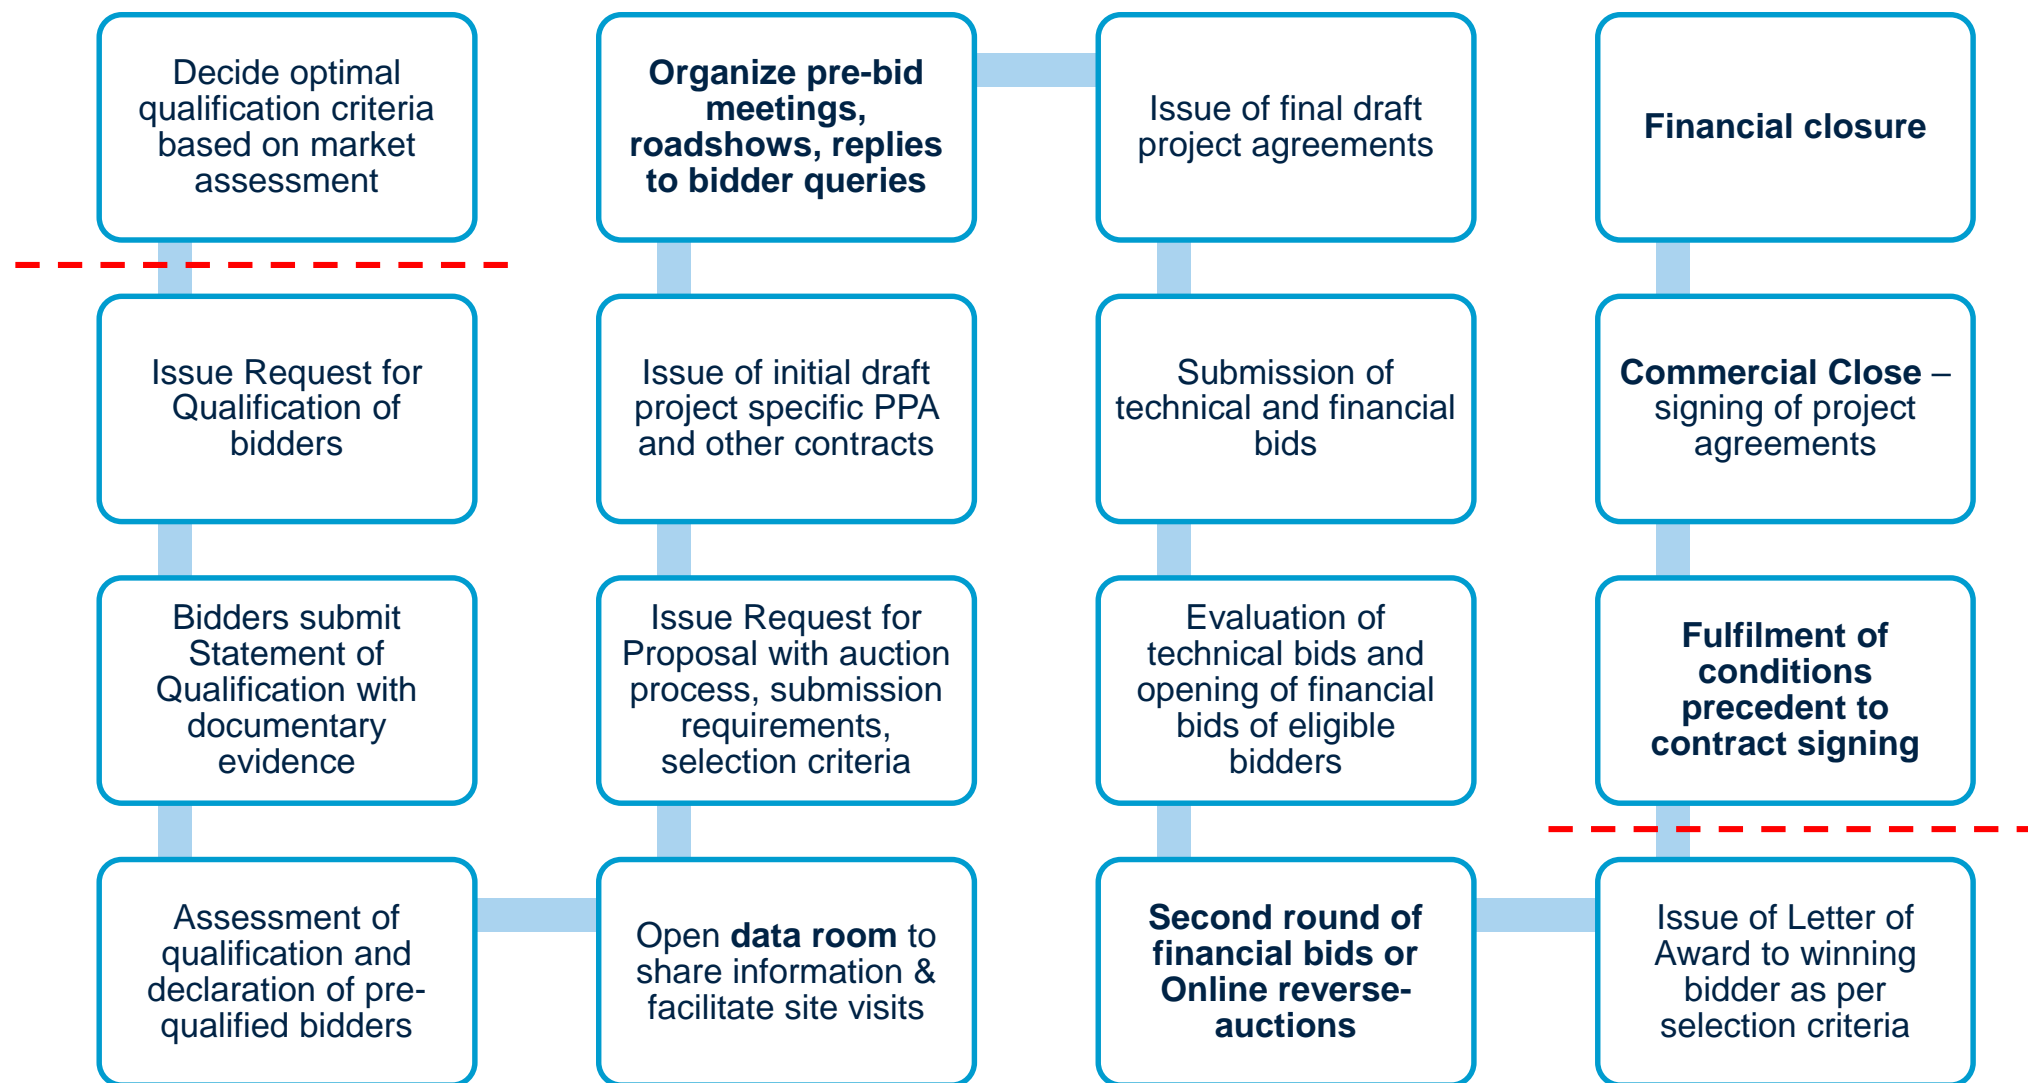 Decide optimal
qualification criteria
based on market
assessment
Issue Request for
Qualification of
bidders
Bidders submit
Statement of
Qualification with
documentary
evidence
Assessment of
qualification and
declaration of pre-
qualified bidders
Open data room to
share information &
facilitate site visits
Issue Request for
Proposal with auction
process, submission
requirements,
selection criteria
Issue of initial draft
project specific PPA
and other contracts
Organize pre-bid
meetings,
roadshows, replies
to bidder queries
Issue of final draft
project agreements
Submission of
technical and financial
bids
Evaluation of
technical bids and
opening of financial
bids of eligible
bidders
Second round of
financial bids or
Online reverse-
auctions
Issue of Letter of
Award to winning
bidder as per
selection criteria
Fulfilment of
conditions
precedent to
contract signing
Commercial Close –
signing of project
agreements
Financial closure